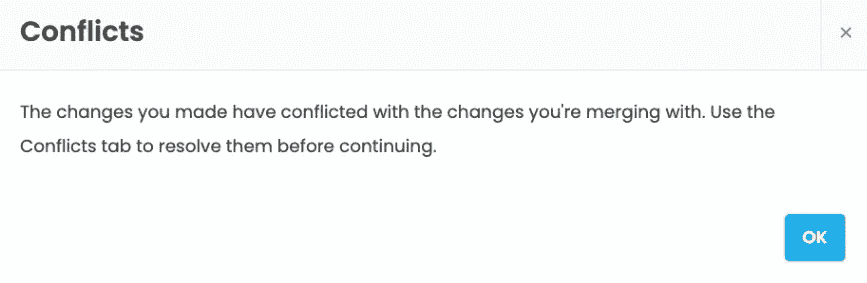 Conflicts
×
The changes you made have conflicted with the changes you're merging with. Use the
Conflicts tab to resolve them before continuing.
OK